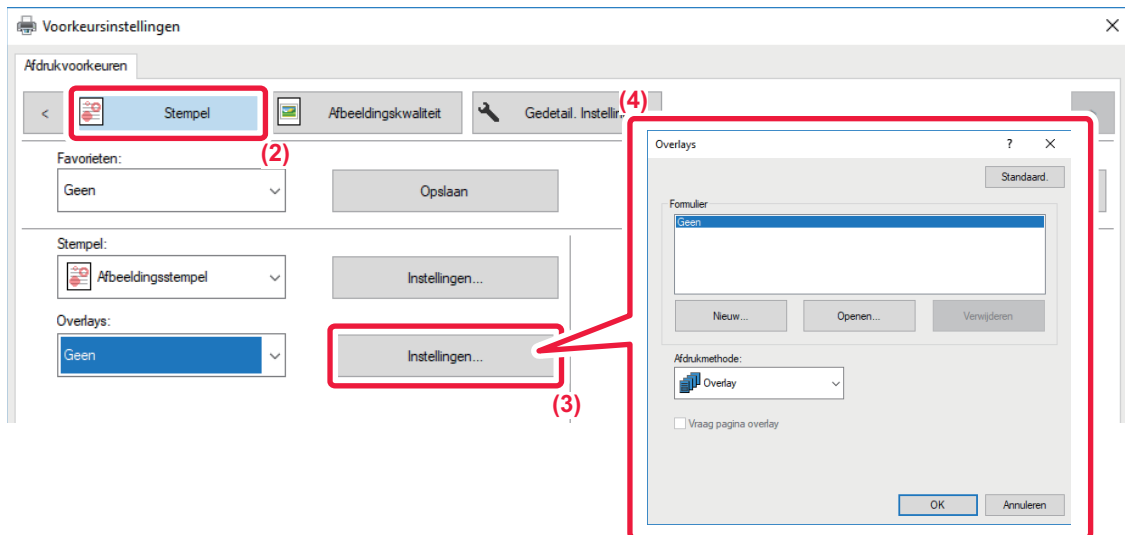 Voorkeursinstellingen
Afdrukvoorkeuren
<
Stempel
Afbeeldingskwaliteit
Gedetail.
(4)
(2)
Favorieten:
Geen
Opslaan
Stempel:
Afbeeldingsstempel
Instellingen...
Overlays:
Geen
Instellingen...
(3)
Overlays
?
Standaard.
Formulier
Geen
Nieuw...
Openen...
Verwijderen
Afdrukmethode:
Overlay
Vraag pagina overlay
OK
Annuleren